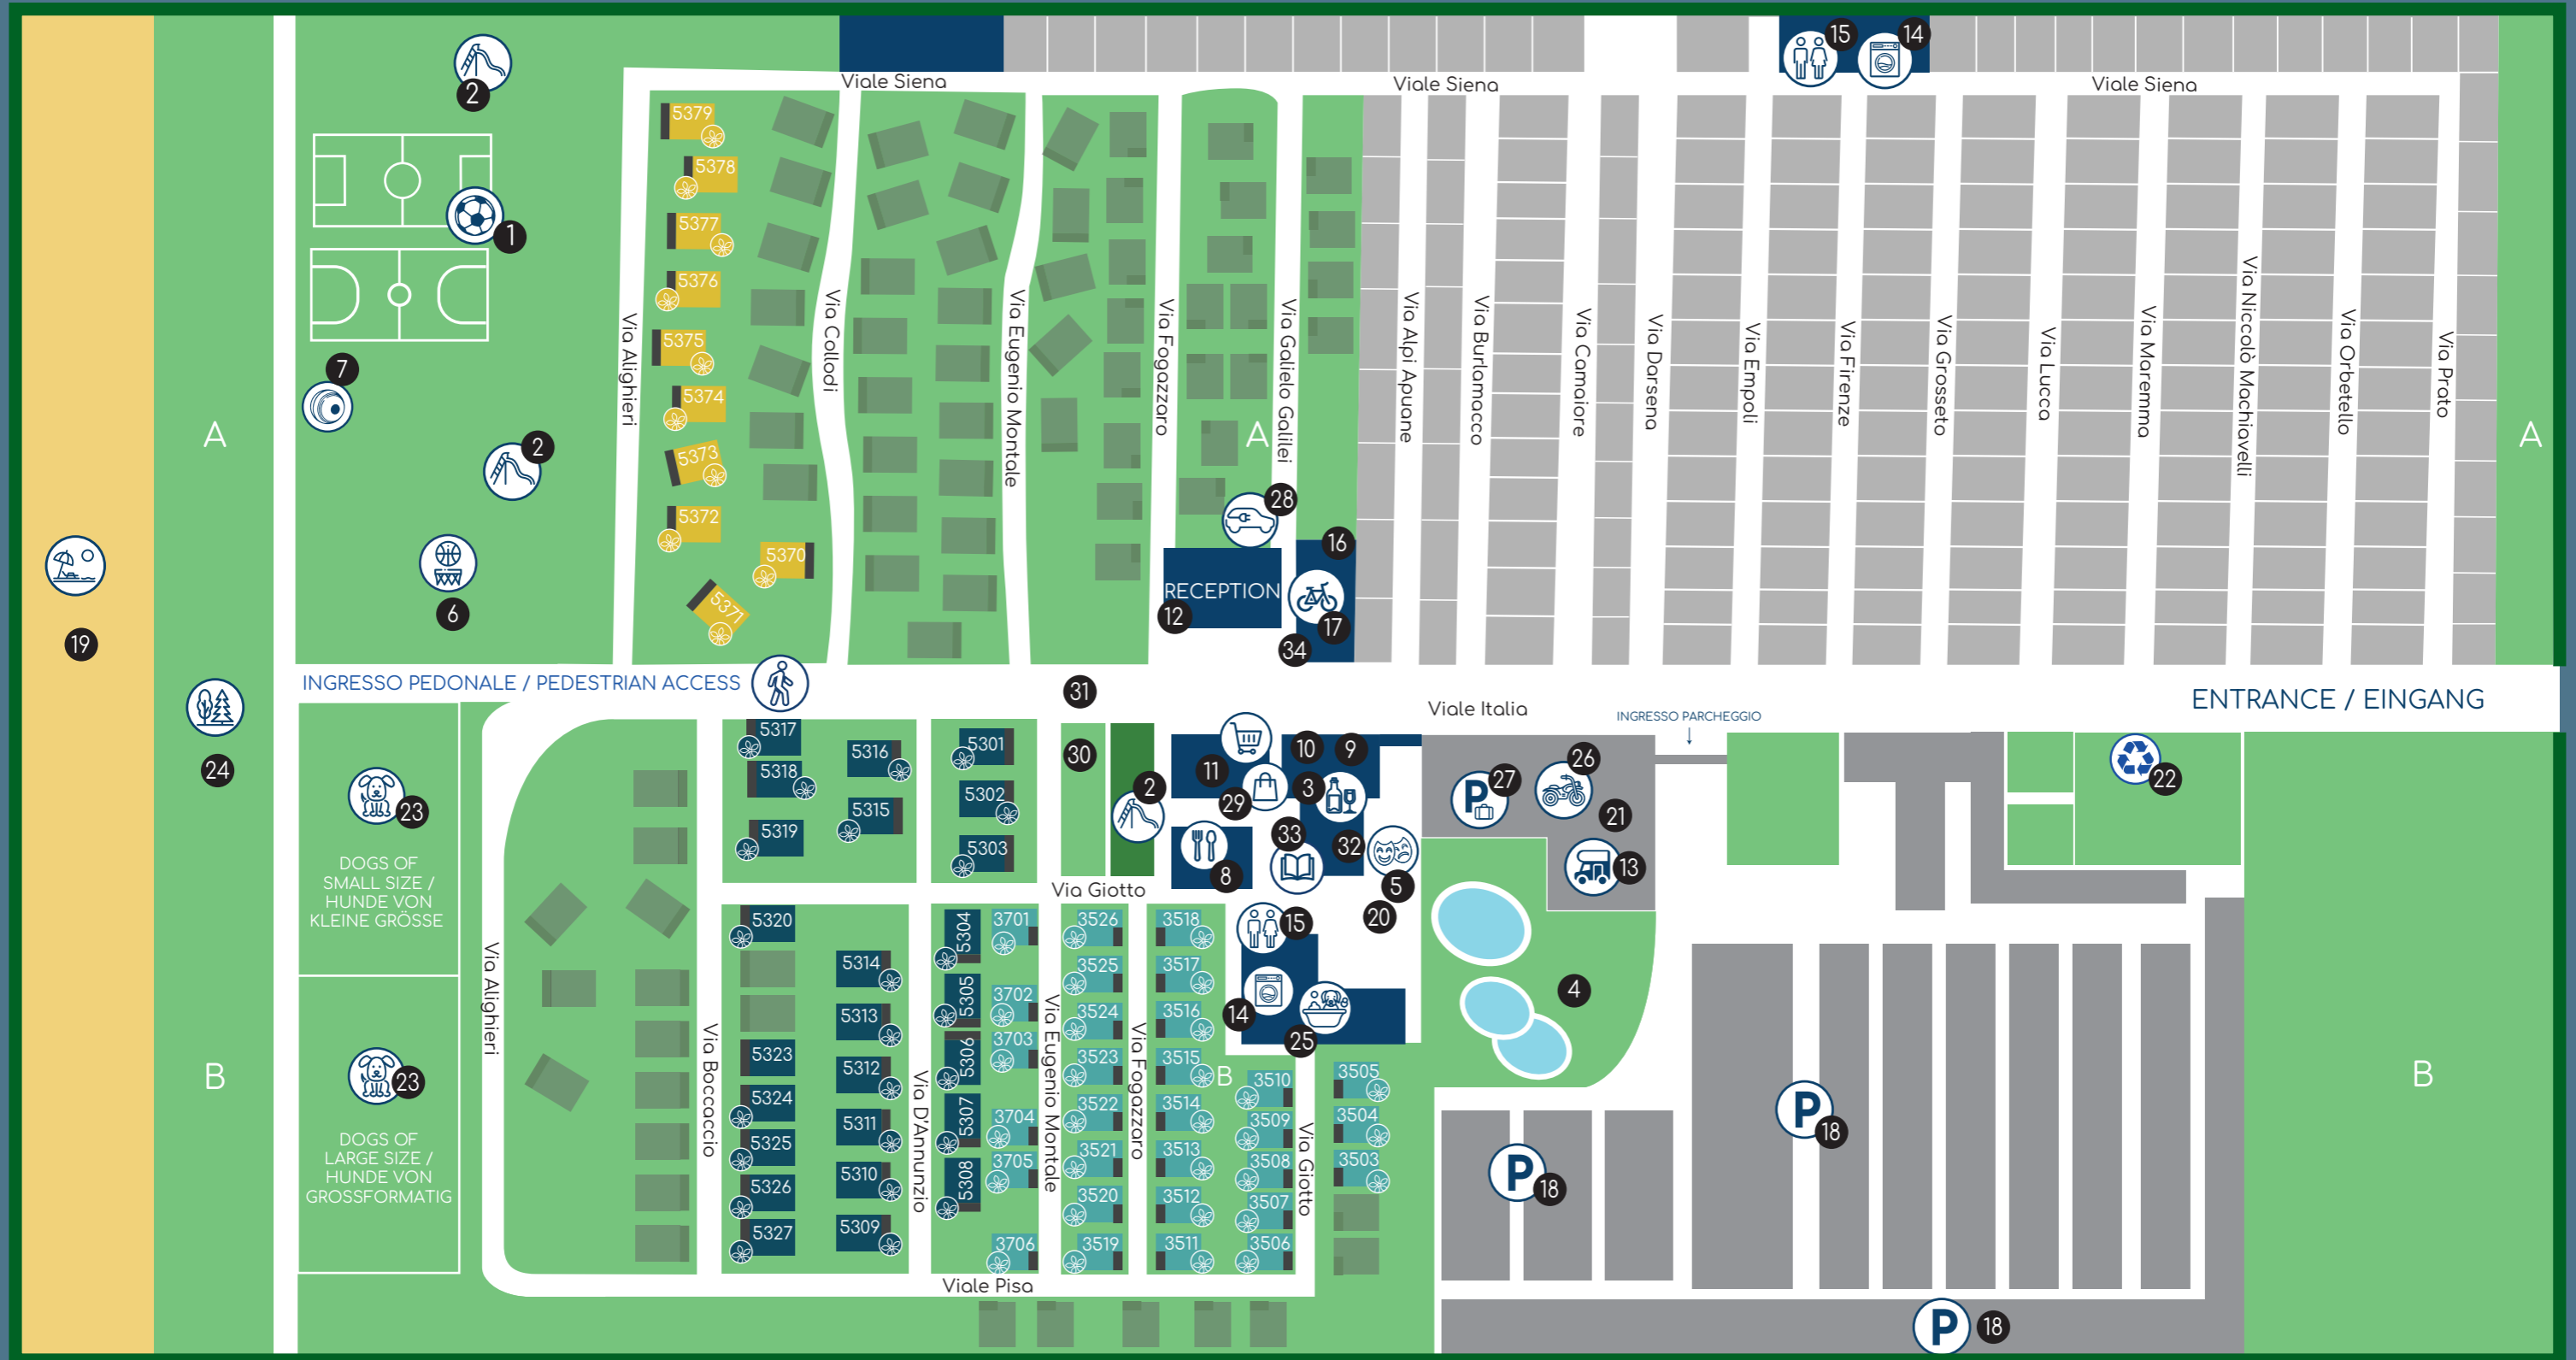 15
14
2
Viale Siena
Viale Siena
Viale Siena
5379
5378
5377
5376
5375
5374
5373
5372
5370
5371
1
7
2
6
19
24
A
A
A
Via Alighieri
Via Collodi
Via Eugenio Montale
Via Fogazzaro
Via Galielo Galilei
Via Alpi Apuane
Via Burlamacco
Via Camaiore
Via Darsena
Via Empoli
Via Firenze
Via Grosseto
Via Lucca
Via Maremma
Via Niccolò Machiavelli
Via Orbetello
Via Prato
28
16
RECEPTION
12
17
34
INGRESSO PEDONALE / PEDESTRIAN ACCESS
31
Viale Italia
INGRESSO PARCHEGGIO
ENTRANCE / EINGANG
23
DOGS OF
SMALL SIZE /
HUNDE VON
KLEINE GRÖSSE
23
DOGS OF
LARGE SIZE /
HUNDE VON
GROSSFORMATIG
B
B
B
5317
5318
5319
5316
5315
5301
5302
5303
30
2
11
10
9
29
3
33
32
8
5
20
P
27
26
21
13
22
Via Giotto
Via Alighieri
Via Boccaccio
Via D'Annunzio
Via Eugenio Montale
Via Fogazzaro
Via Giotto
5320
5323
5324
5325
5326
5327
5314
5313
5312
5311
5310
5309
5304
5305
5306
5307
5308
3701
3702
3703
3704
3705
3706
3526
3525
3524
3523
3522
3521
3520
3519
3518
3517
3516
3515
3514
3513
3512
3511
3510
3509
3508
3507
3506
3505
3504
3503
15
14
25
4
P
18
P
18
P
18
Viale Pisa